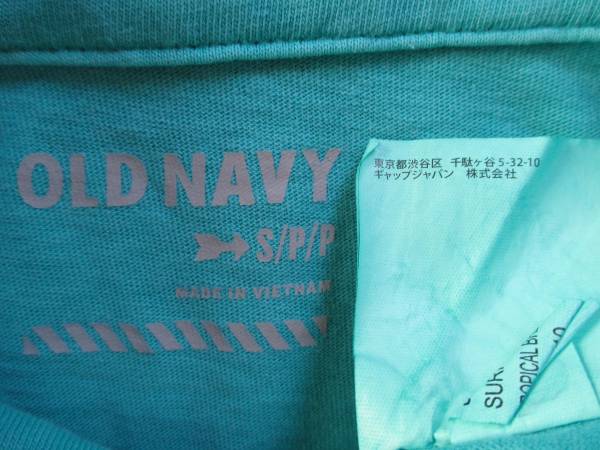 OLD NAVY
S/P/P
MADE IN VIETNAM
東京都渋谷区 千駄ヶ谷 5-32-10
ギャップジャパン 株式会社